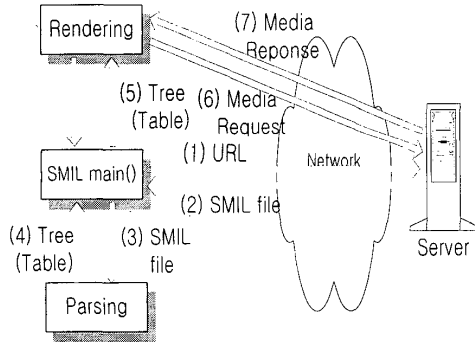 Rendering
(7) Media
Reponse
(5) Tree
(Table)
(6) Media
Request
(1) URL
Network
SMIL main()
(2) SMIL file
Server
(4) Tree
(Table)
(3) SMIL
file
Parsing